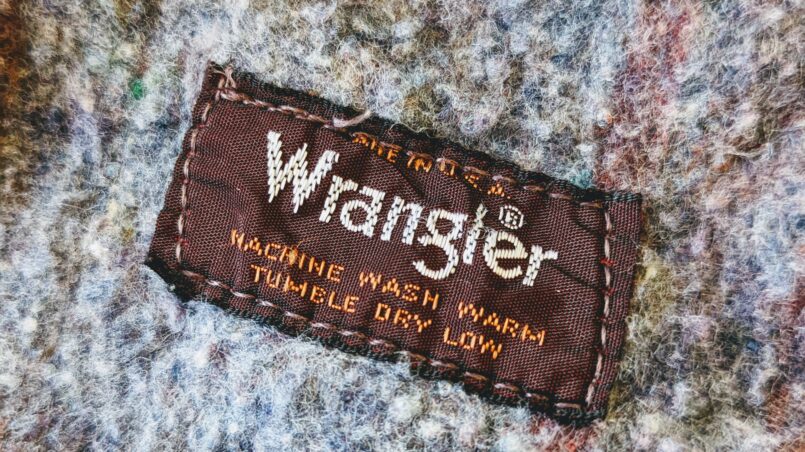 MADE IN U.S.A.
Wrangler®
MACHINE WASH WARM
TUMBLE DRY LOW